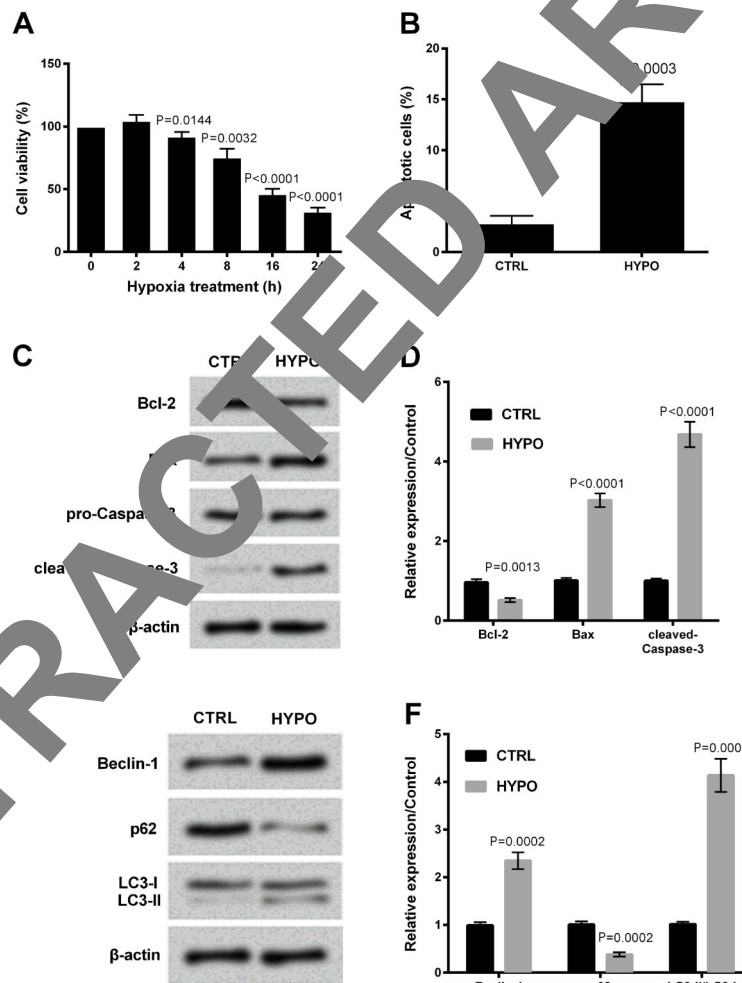 A
150
100
50
0
Cell viability (%)
P=0.0144
P=0.0032
P<0.0001
P<0.0001
0 2 4 8 16
Hypoxia treatment (h)
B
20
15
10
0
cells (%)
CTRL HYPO
C
HYPO
Bcl-2
β-actin
D
6
4
2
0
Relative expression/Control
CTRL
HYPO
P=0.0013
P<0.0001
P<0.0001
Bcl-2 Bax cleaved-
Caspase-3
CTRL HYPO
Beclin-1
p62
LC3-I
LC3-II
β-actin
F
5
4
3
2
1
0
Relative expression/Control
CTRL
HYPO
P=0.0002
P=0.0002